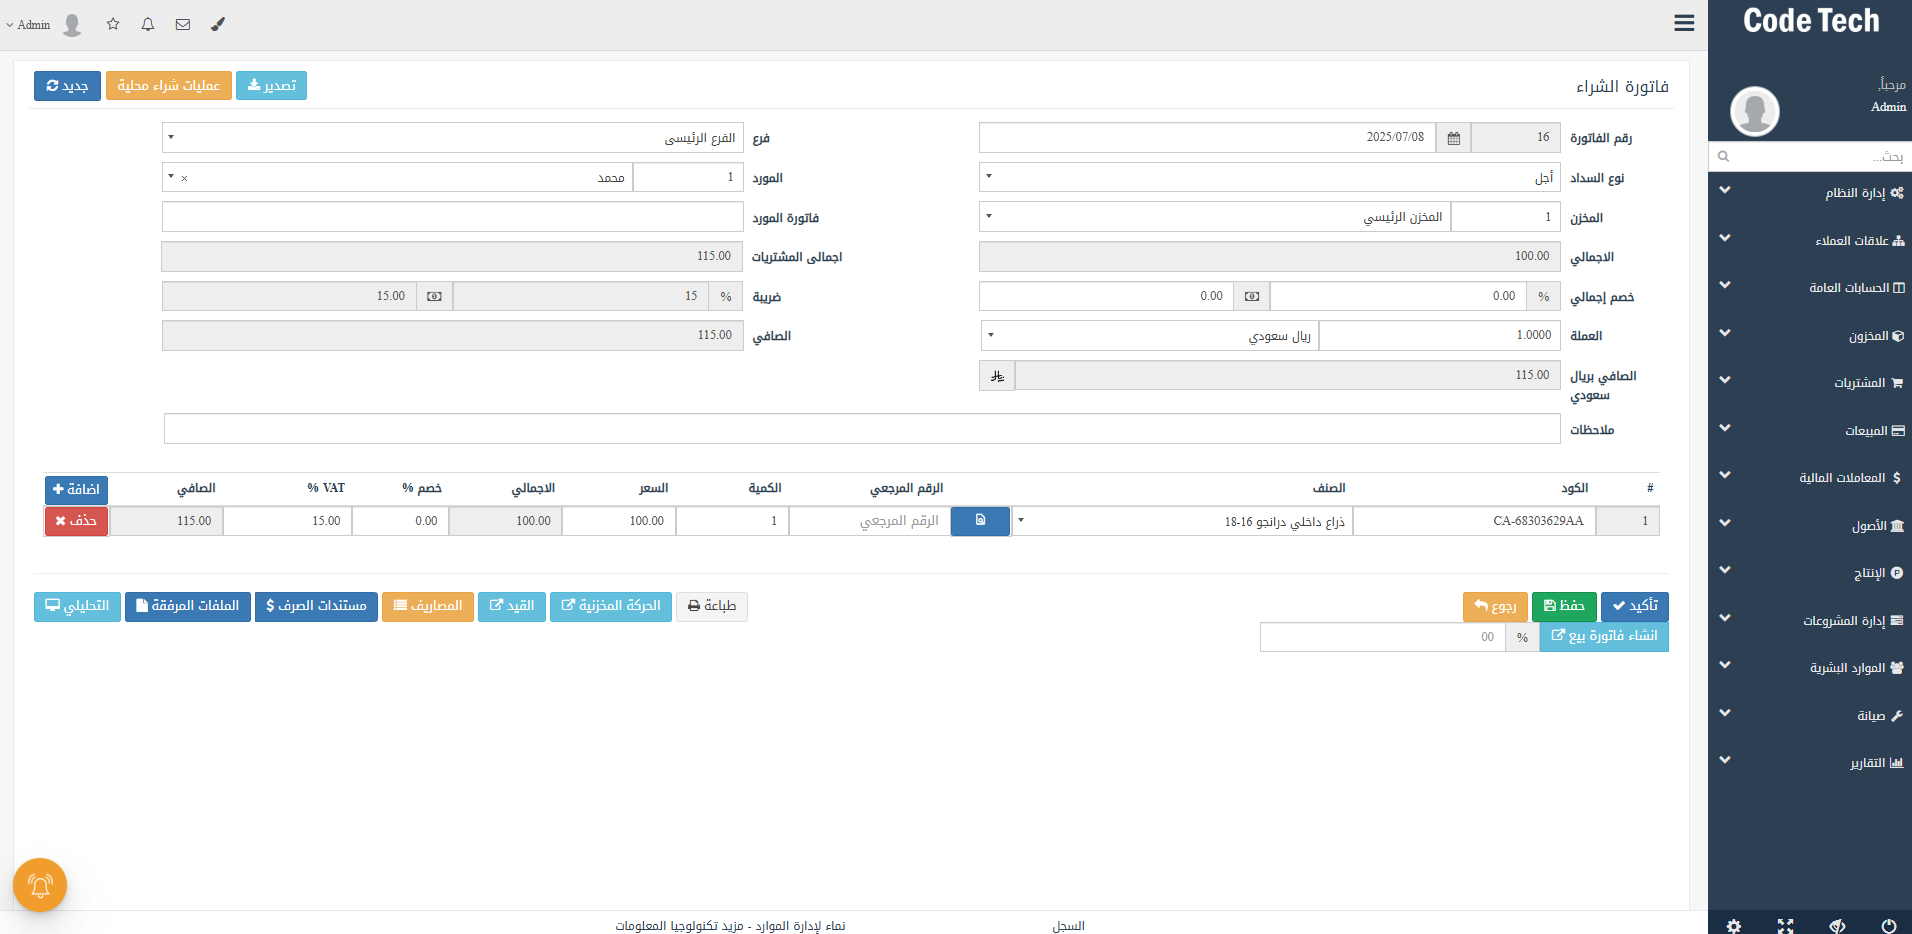 Code Tech
Admin
مرحباً,
Admin
بحث...
إدارة النظام
علاقات العملاء
الحسابات العامة
المخزون
المشتريات
المبيعات
المعاملات المالية
الأصول
الإنتاج
إدارة المشروعات
الموارد البشرية
صيانة
التقارير
فاتورة الشراء
تصدير عمليات شراء محلية جديد
رقم الفاتورة 16 2025/07/08 فرع الفرع الرئيسى
نوع السداد أجل المورد 1 محمد ×
المخزن 1 المخزن الرئيسي فاتورة المورد
الاجمالي 100.00 اجمالى المشتريات 115.00
خصم إجمالي % 0.00 0.00 ضريبة % 15 15.00
العملة 1.0000 ريال سعودي الصافي 115.00
الصافي بريال سعودي 115.00
ملاحظات
# الكود الصنف الرقم المرجعي الكمية السعر الاجمالي خصم % VAT % الصافي اضافة
1 CA-68303629AA ذراع داخلي درانجو 16-18 الرقم المرجعي 1 100.00 100.00 0.00 15.00 115.00 حذف
تأكيد حفظ رجوع طباعة الحركة المخزنية القيد المصاريف مستندات الصرف الملفات المرفقة التحليلي
انشاء فاتورة بيع % 00
السجل نماء لإدارة الموارد - مزيد تكنولوجيا المعلومات